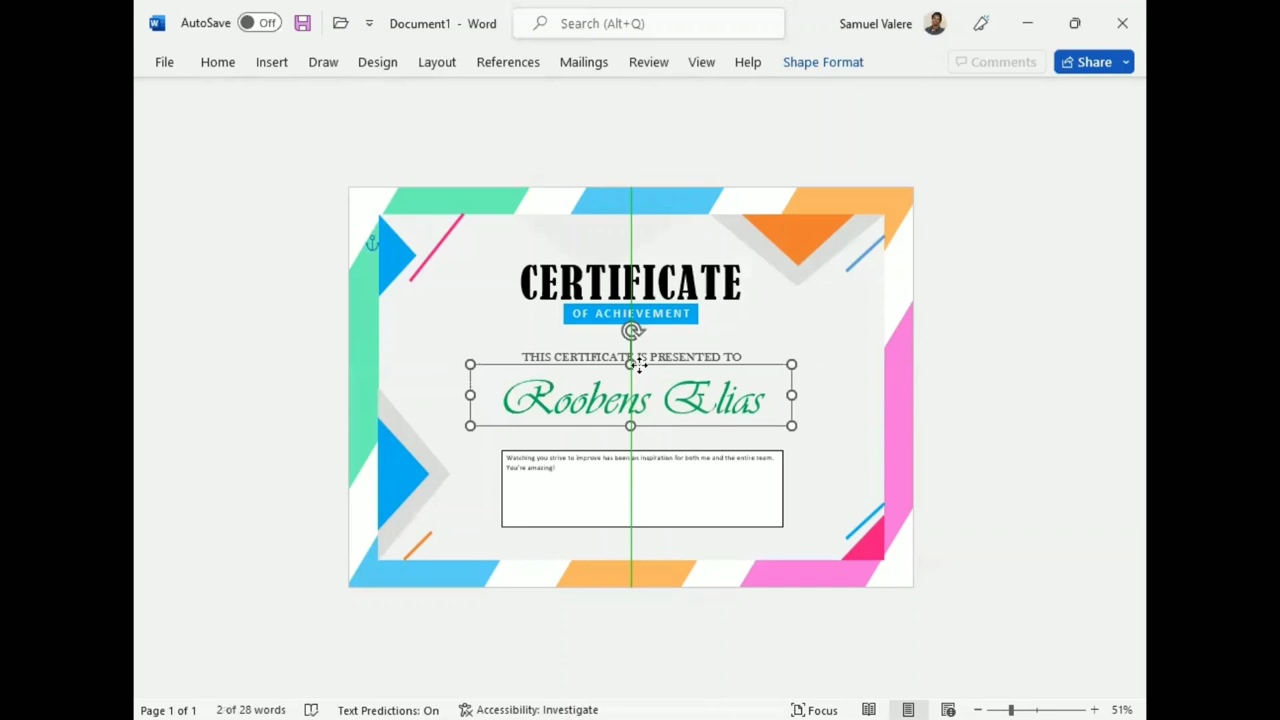 AutoSave Off Document1 - Word Search (Alt+Q) Samuel Valere
File Home Insert Draw Design Layout References Mailings Review View Help Shape Format Comments Share
CERTIFICATE
OF ACHIEVEMENT
THIS CERTIFICATE IS PRESENTED TO
Roobens Elias
Watching you strive to improve has been an inspiration for both me and the entire team.
You're amazing!
Page 1 of 1 2 of 28 words Text Predictions: On Accessibility: Investigate Focus 51%